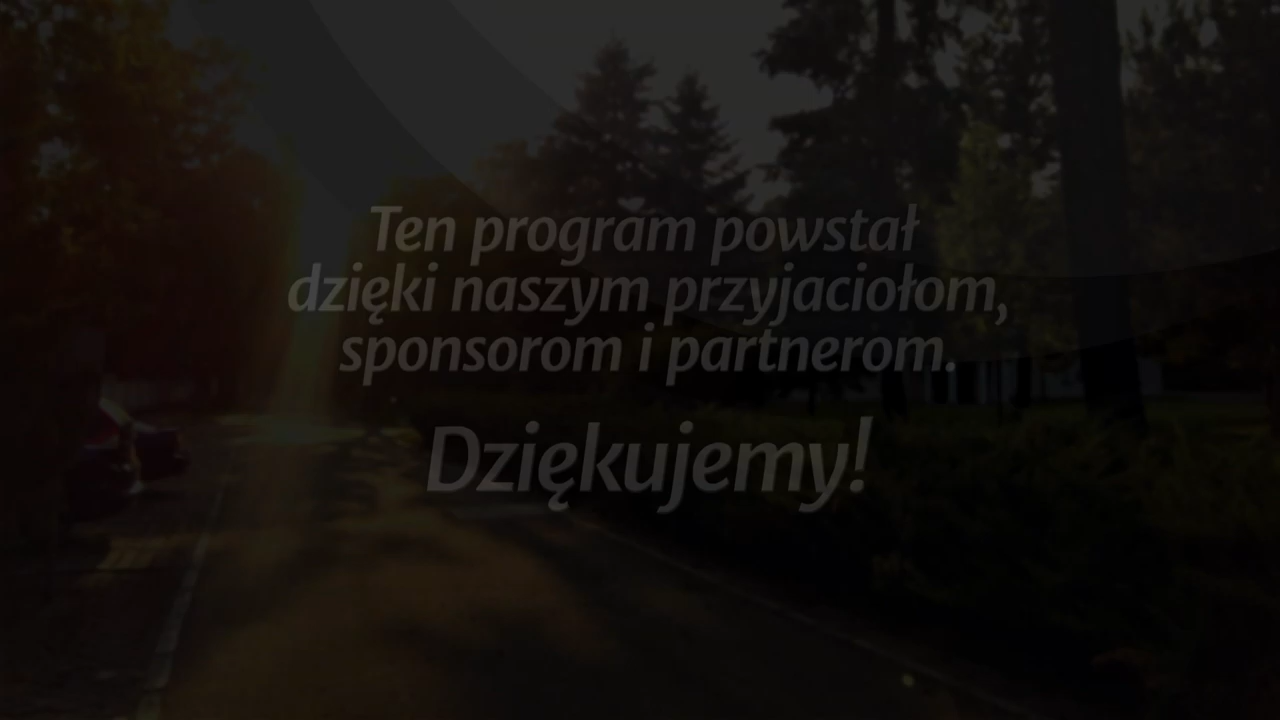 Ten program powstał
dzięki naszym przyjaciołom,
sponsorom i partnerom.
Dziękujemy!